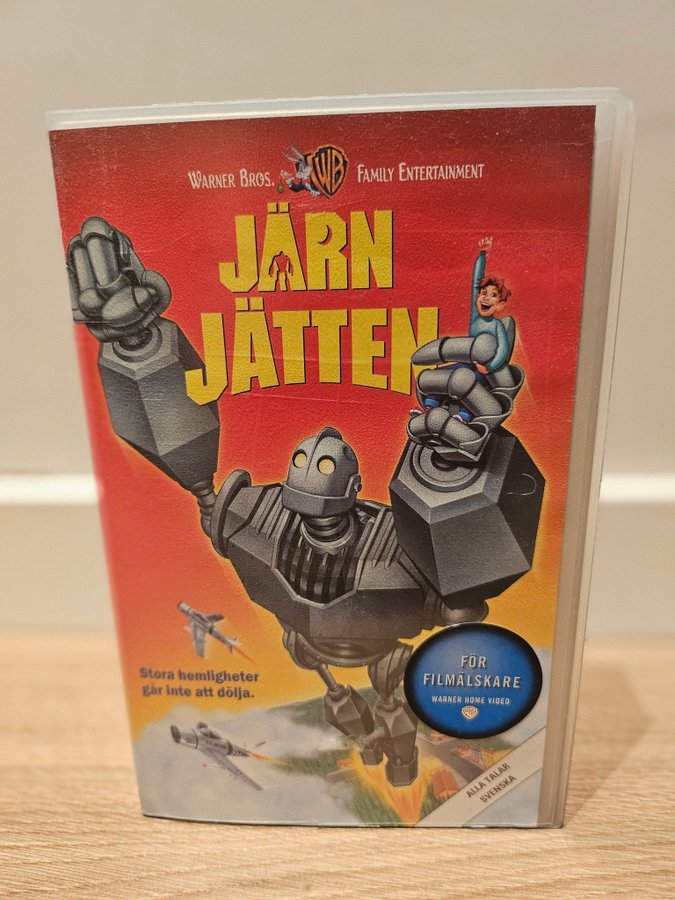 WARNER BROS. WB FAMILY ENTERTAINMENT
JÄRN
JÄTTEN
Stora hemligheter
går inte att dölja.
FÖR
FILMÄLSKARE
WARNER HOME VIDEO
ALLA TALAR
SVENSKA